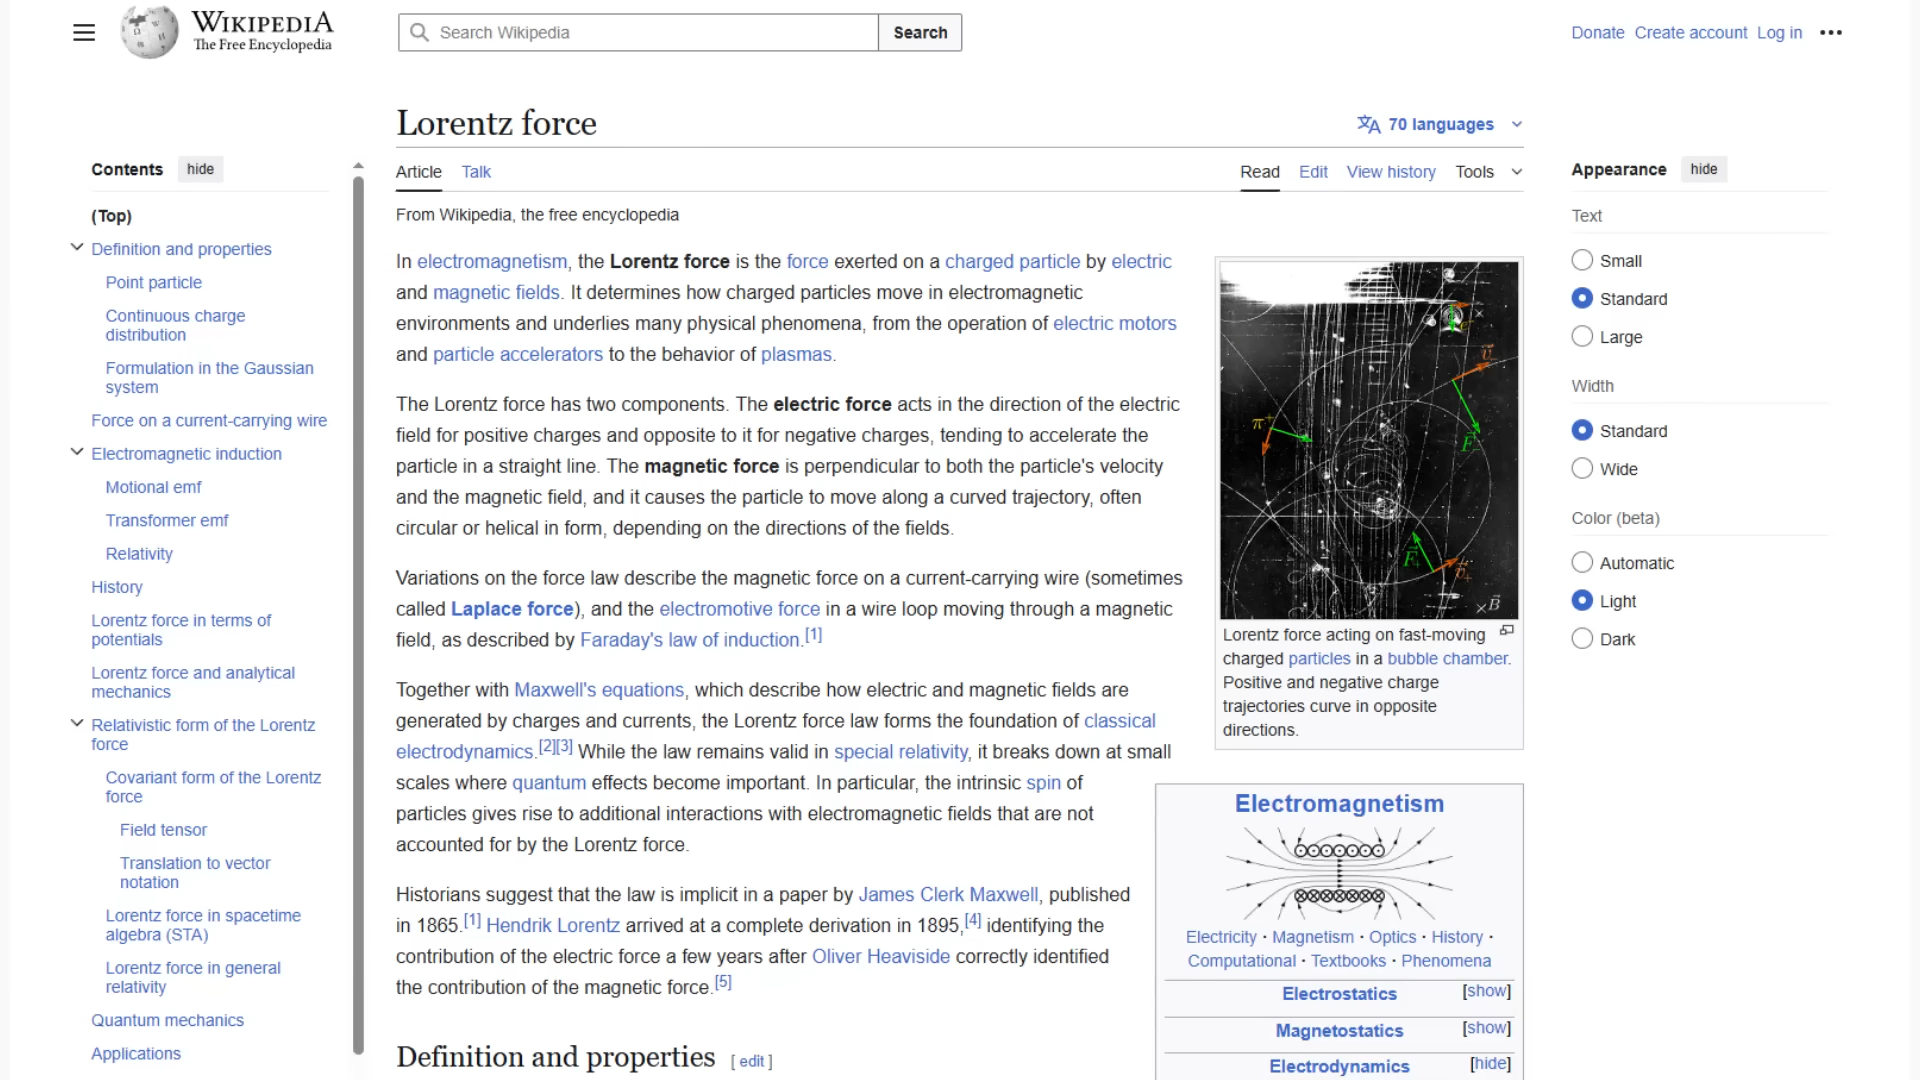 WIKIPEDIA
The Free Encyclopedia
Search Wikipedia
Search
Donate
Create account
Log in
Contents
hide
(Top)
Definition and properties
Point particle
Continuous charge
distribution
Formulation in the Gaussian
system
Force on a current-carrying wire
Electromagnetic induction
Motional emf
Transformer emf
Relativity
History
Lorentz force in terms of
potentials
Lorentz force and analytical
mechanics
Relativistic form of the Lorentz
force
Covariant form of the Lorentz
force
Field tensor
Translation to vector
notation
Lorentz force in spacetime
algebra (STA)
Lorentz force in general
relativity
Quantum mechanics
Applications
Lorentz force
70 languages
Article Talk
Read Edit View history Tools
From Wikipedia, the free encyclopedia
In electromagnetism, the Lorentz force is the force exerted on a charged particle by electric
and magnetic fields. It determines how charged particles move in electromagnetic
environments and underlies many physical phenomena, from the operation of electric motors
and particle accelerators to the behavior of plasmas.
The Lorentz force has two components. The electric force acts in the direction of the electric
field for positive charges and opposite to it for negative charges, tending to accelerate the
particle in a straight line. The magnetic force is perpendicular to both the particle's velocity
and the magnetic field, and it causes the particle to move along a curved trajectory, often
circular or helical in form, depending on the directions of the fields.
Variations on the force law describe the magnetic force on a current-carrying wire (sometimes
called Laplace force), and the electromotive force in a wire loop moving through a magnetic
field, as described by Faraday's law of induction.[1]
Together with Maxwell's equations, which describe how electric and magnetic fields are
generated by charges and currents, the Lorentz force law forms the foundation of classical
electrodynamics.[2][3] While the law remains valid in special relativity, it breaks down at small
scales where quantum effects become important. In particular, the intrinsic spin of
particles gives rise to additional interactions with electromagnetic fields that are not
accounted for by the Lorentz force.
Historians suggest that the law is implicit in a paper by James Clerk Maxwell, published
in 1865.[1] Hendrik Lorentz arrived at a complete derivation in 1895,[4] identifying the
contribution of the electric force a few years after Oliver Heaviside correctly identified
the contribution of the magnetic force.[5]
Definition and properties [ edit ]
π+
Lorentz force acting on fast-moving
charged particles in a bubble chamber.
Positive and negative charge
trajectories curve in opposite
directions.
Electromagnetism
Electricity · Magnetism · Optics · History ·
Computational · Textbooks · Phenomena
Electrostatics [show]
Magnetostatics [show]
Electrodynamics [hide]
Appearance
hide
Text
Small
Standard
Large
Width
Standard
Wide
Color (beta)
Automatic
Light
Dark